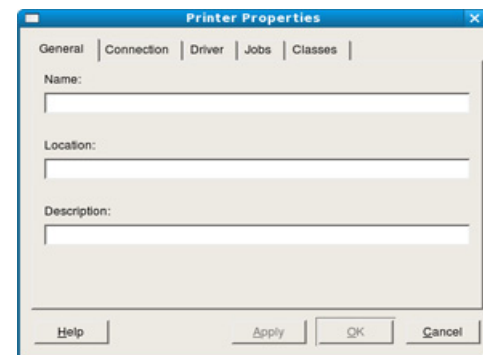 Printer Properties
General Connection Driver Jobs Classes
Name:
Location:
Description:
Help Apply OK Cancel